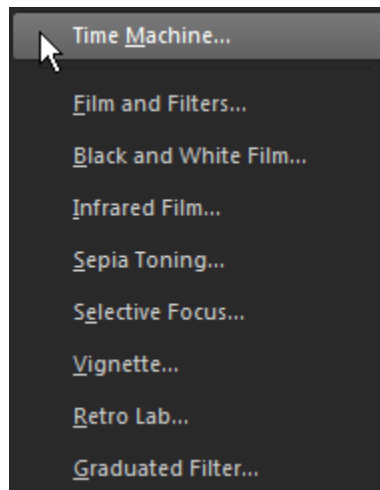 Time Machine...
Film and Filters...
Black and White Film...
Infrared Film...
Sepia Toning...
Selective Focus...
Vignette...
Retro Lab...
Graduated Filter...